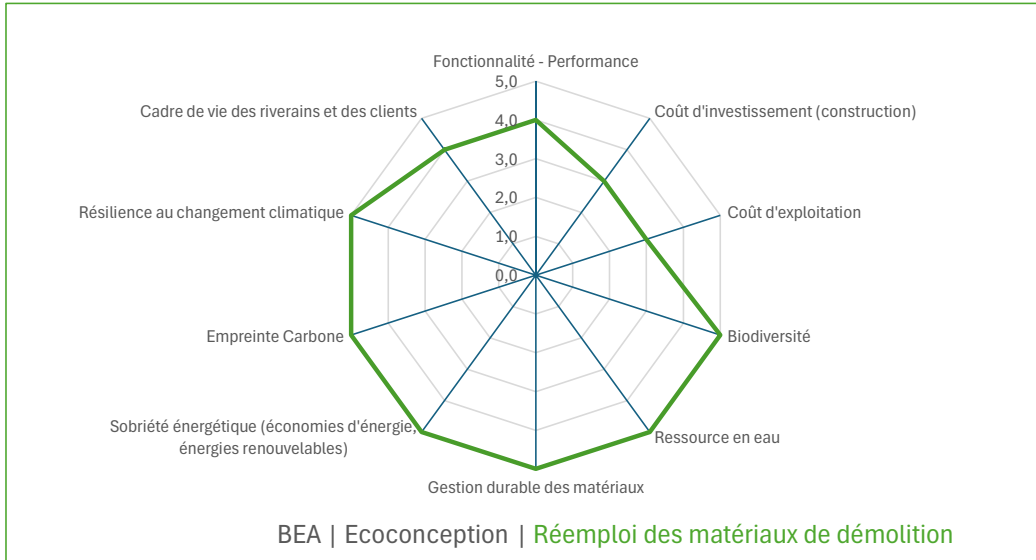 Fonctionnalité - Performance
5,0
Cadre de vie des riverains et des clients
Coût d'investissement (construction)
4,0
3,0
Résilience au changement climatique
Coût d'exploitation
2,0
1,0
0,0
Empreinte Carbone
Biodiversité
Sobriété énergétique (économies d'énergie,
énergies renouvelables)
Ressource en eau
Gestion durable des matériaux
BEA | Ecoconception | Réemploi des matériaux de démolition